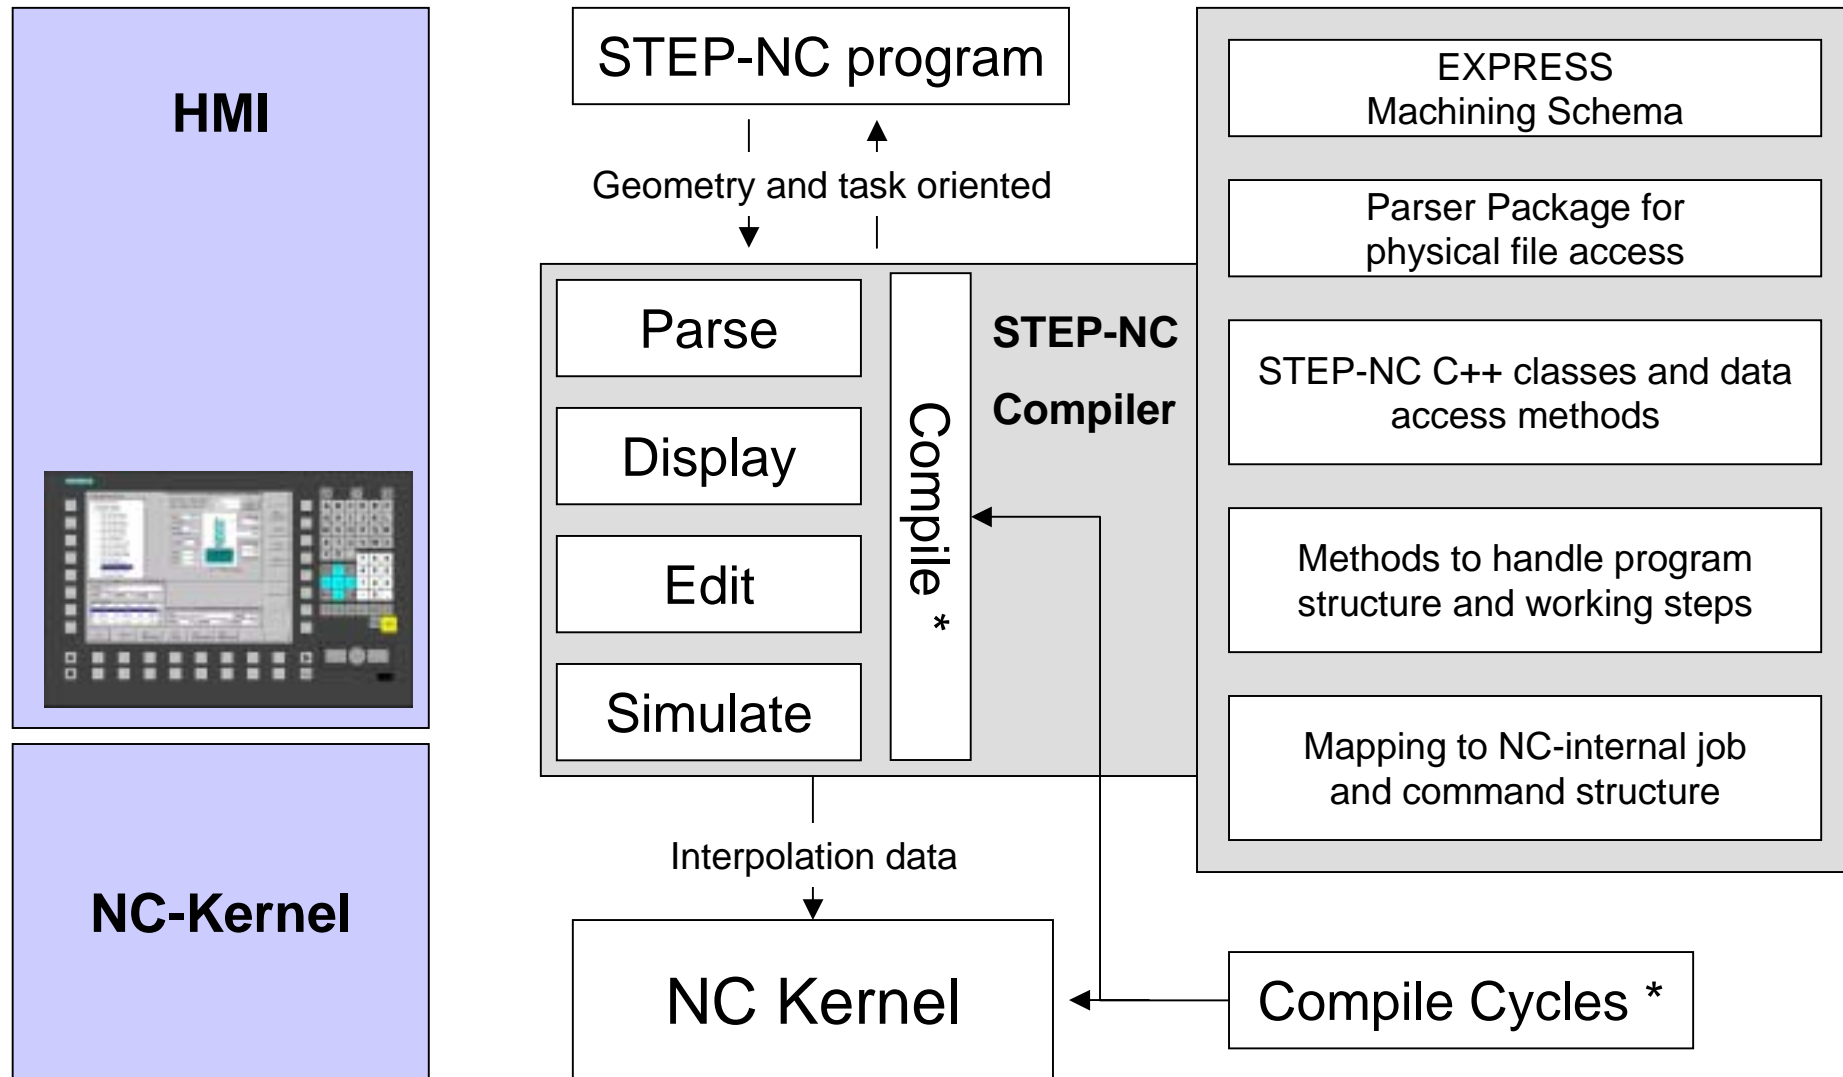 HMI
NC-Kernel
STEP-NC program
Geometry and task oriented
Parse
Display
Edit
Simulate
Compile *
STEP-NC
Compiler
Interpolation data
NC Kernel
EXPRESS
Machining Schema
Parser Package for
physical file access
STEP-NC C++ classes and data
access methods
Methods to handle program
structure and working steps
Mapping to NC-internal job
and command structure
Compile Cycles *